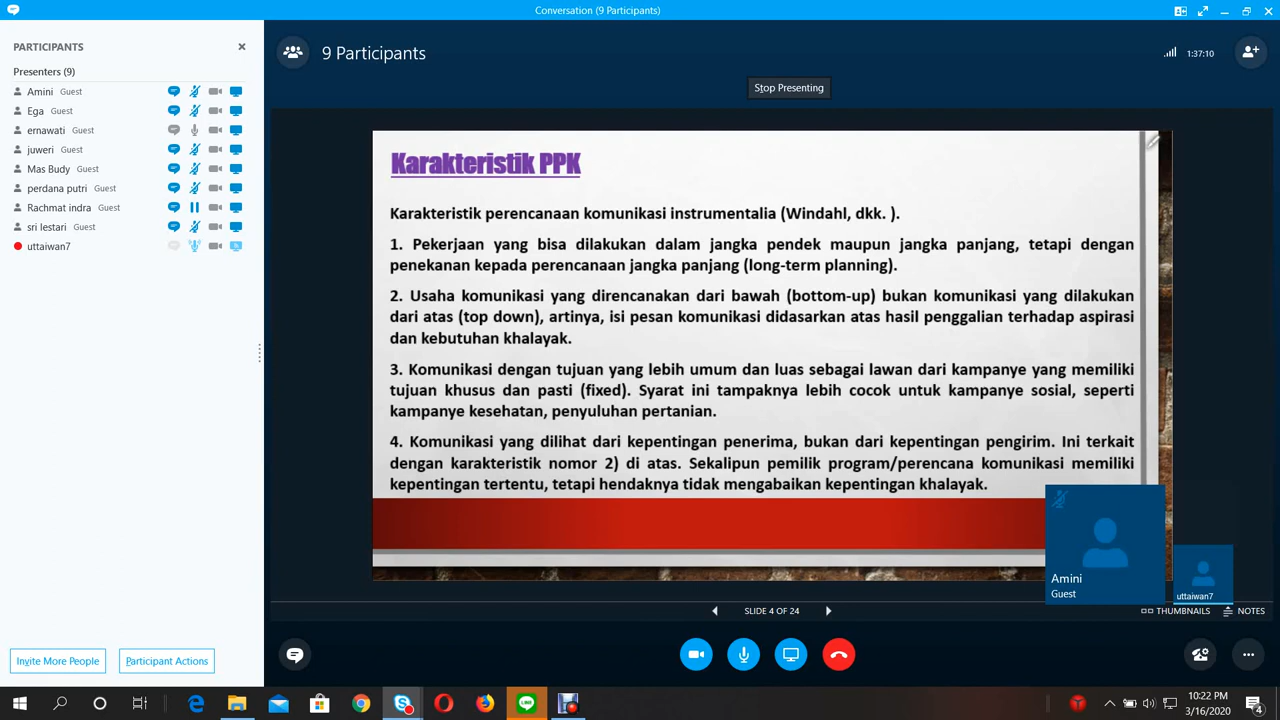 Conversation (9 Participants)
PARTICIPANTS
Presenters (9)
Amini Guest
Ega Guest
ernawati Guest
juweri Guest
Mas Budy Guest
perdana putri Guest
Rachmat indra Guest
sri lestari Guest
uttaiwan7
Invite More People
Participant Actions
9 Participants
1:37:10
Stop Presenting
Karakteristik PPK
Karakteristik perencanaan komunikasi instrumentalia (Windahl, dkk. ).
1. Pekerjaan yang bisa dilakukan dalam jangka pendek maupun jangka panjang, tetapi dengan
penekanan kepada perencanaan jangka panjang (long-term planning).
2. Usaha komunikasi yang direncanakan dari bawah (bottom-up) bukan komunikasi yang dilakukan
dari atas (top down), artinya, isi pesan komunikasi didasarkan atas hasil penggalian terhadap aspirasi
dan kebutuhan khalayak.
3. Komunikasi dengan tujuan yang lebih umum dan luas sebagai lawan dari kampanye yang memiliki
tujuan khusus dan pasti (fixed). Syarat ini tampaknya lebih cocok untuk kampanye sosial, seperti
kampanye kesehatan, penyuluhan pertanian.
4. Komunikasi yang dilihat dari kepentingan penerima, bukan dari kepentingan pengirim. Ini terkait
dengan karakteristik nomor 2) di atas. Sekalipun pemilik program/perencana komunikasi memiliki
kepentingan tertentu, tetapi hendaknya tidak mengabaikan kepentingan khalayak.
Amini
Guest
uttaiwan7
SLIDE 4 OF 24
THUMBNAILS
NOTES
10:22 PM
3/16/2020
4